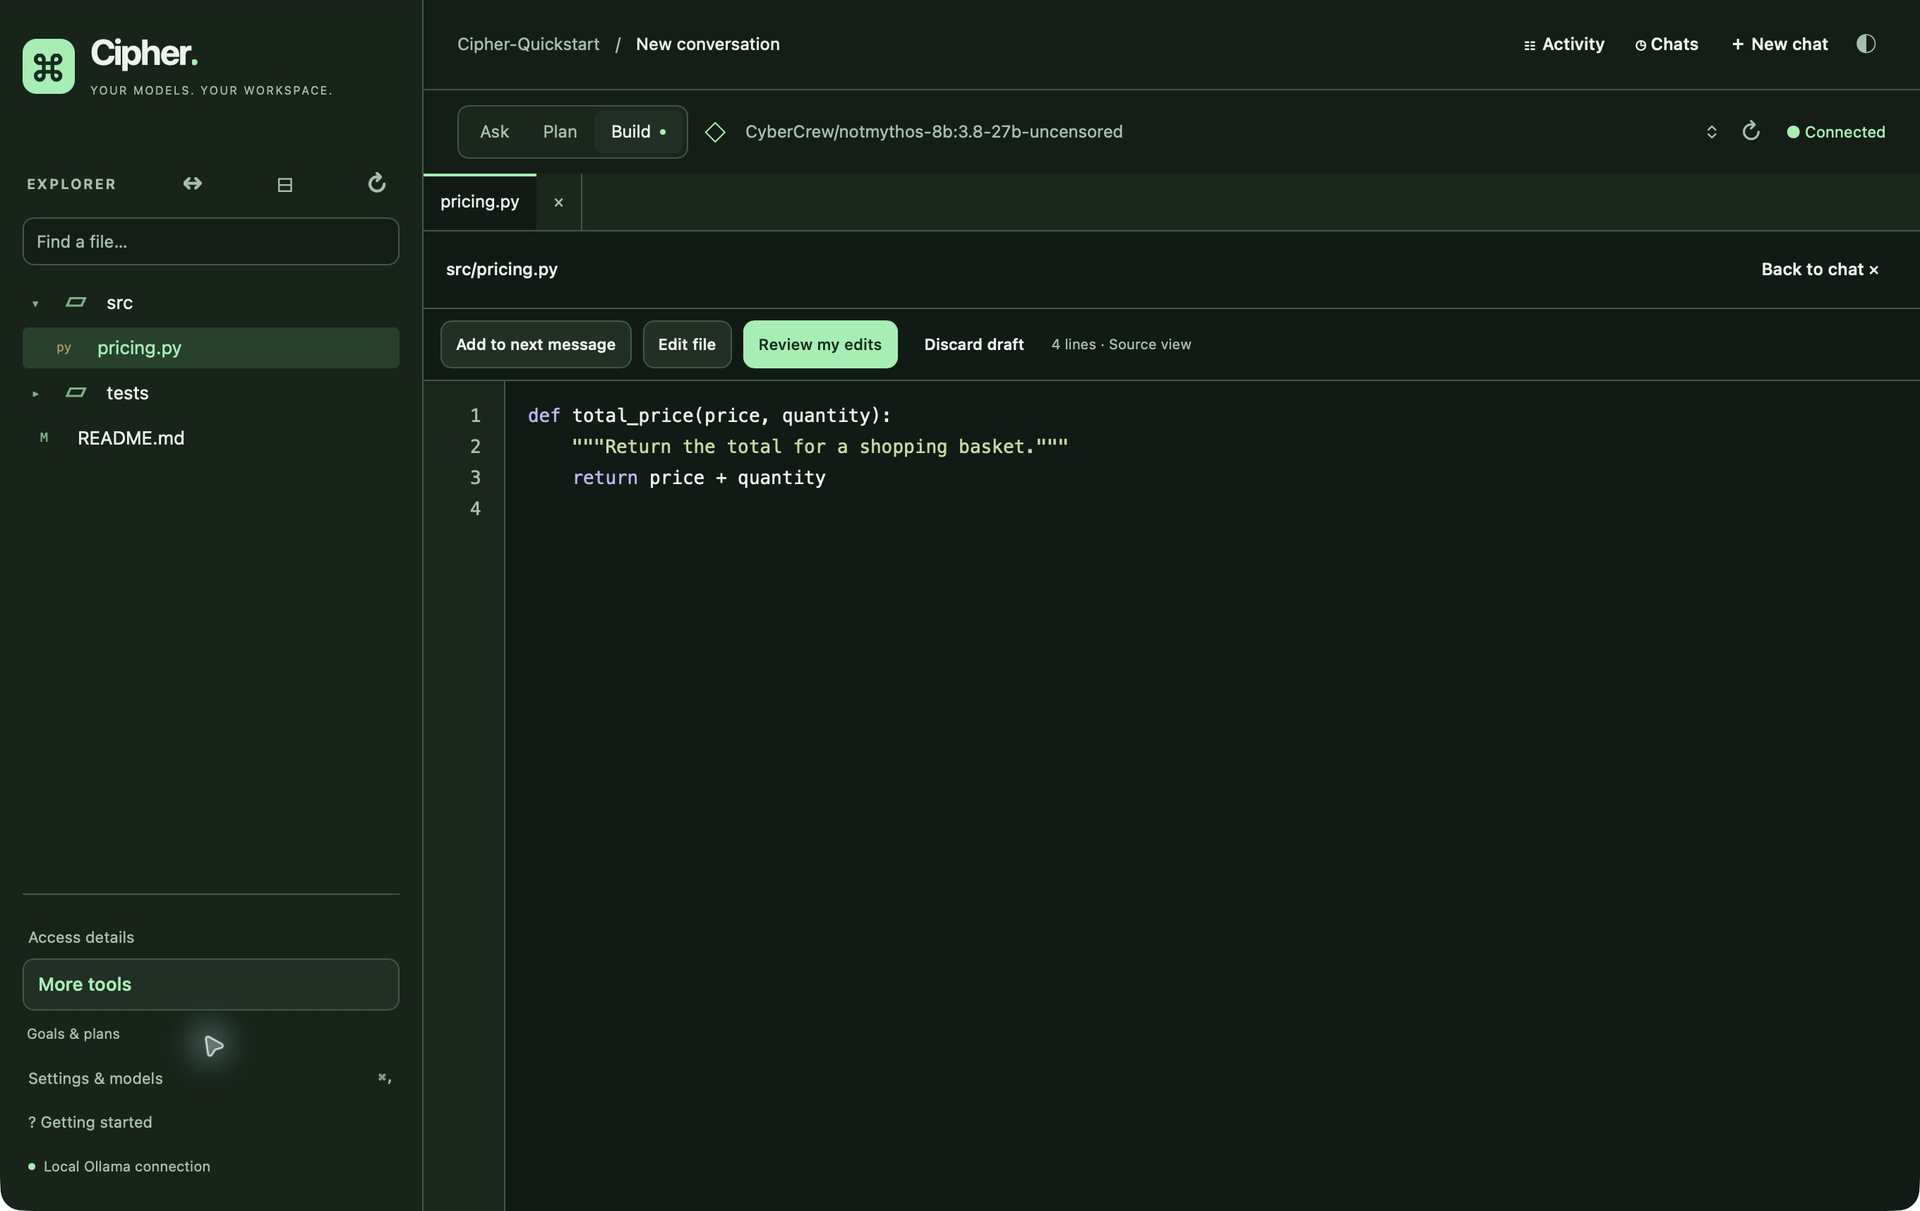 Cipher.
YOUR MODELS. YOUR WORKSPACE.
EXPLORER
Find a file...
src
py pricing.py
tests
M README.md
Access details
More tools
Goals & plans
Settings & models ⌘,
? Getting started
Local Ollama connection
Cipher-Quickstart / New conversation
Activity
Chats
+ New chat
Ask
Plan
Build
CyberCrew/notmythos-8b:3.8-27b-uncensored
Connected
pricing.py ×
src/pricing.py
Back to chat ×
Add to next message
Edit file
Review my edits
Discard draft
4 lines · Source view
1 def total_price(price, quantity):
2     """Return the total for a shopping basket."""
3     return price + quantity
4